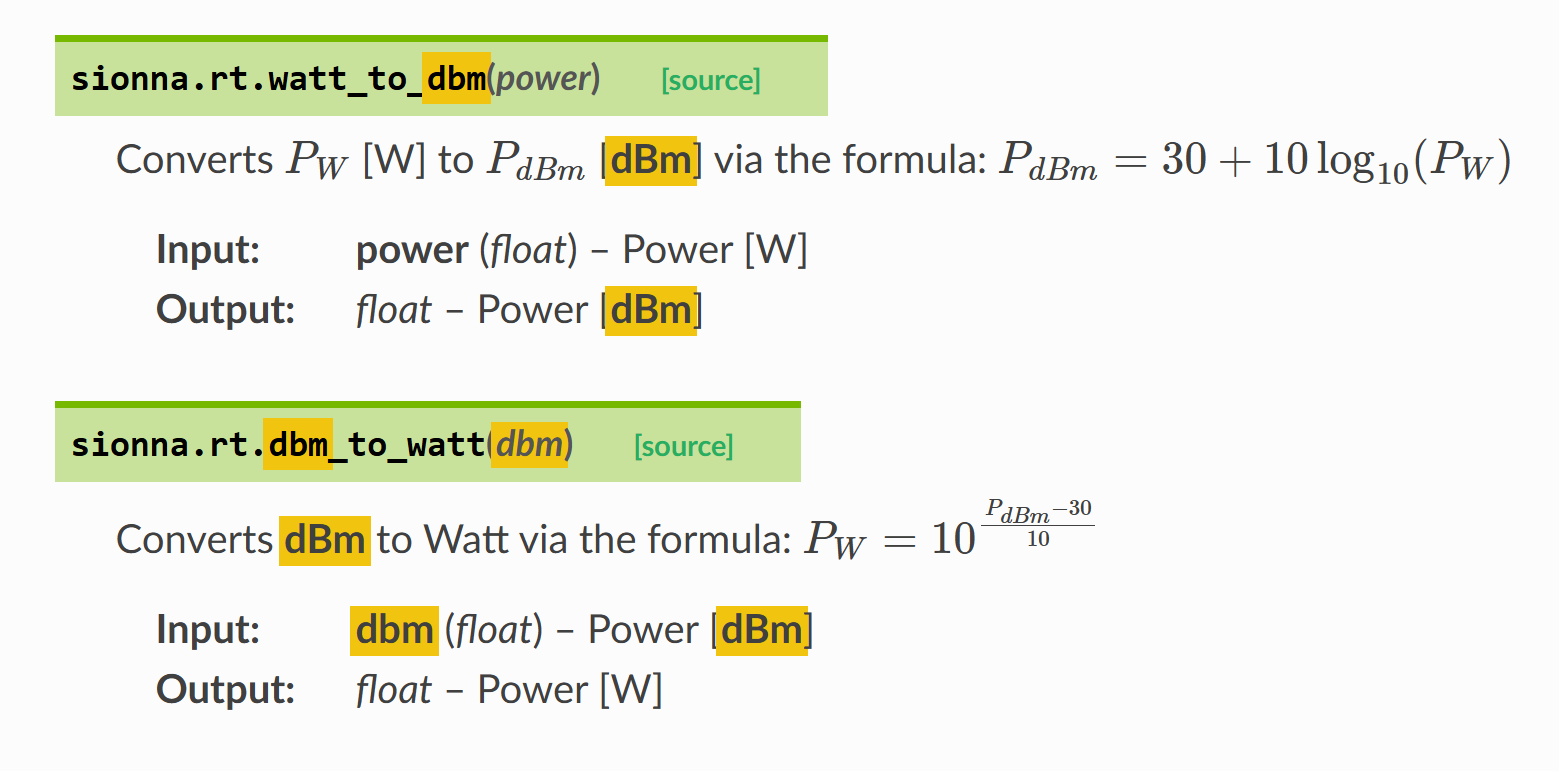 sionna.rt.watt_to_dbm(power) [source]
Converts P_W [W] to P_{dBm} [dBm] via the formula: P_{dBm} = 30 + 10 log_{10}(P_W)
Input: power (float) – Power [W]
Output: float – Power [dBm]
sionna.rt.dbm_to_watt(dbm) [source]
Converts dBm to Watt via the formula: P_W = 10^{\frac{P_{dBm}-30}{10}}
Input: dbm (float) – Power [dBm]
Output: float – Power [W]